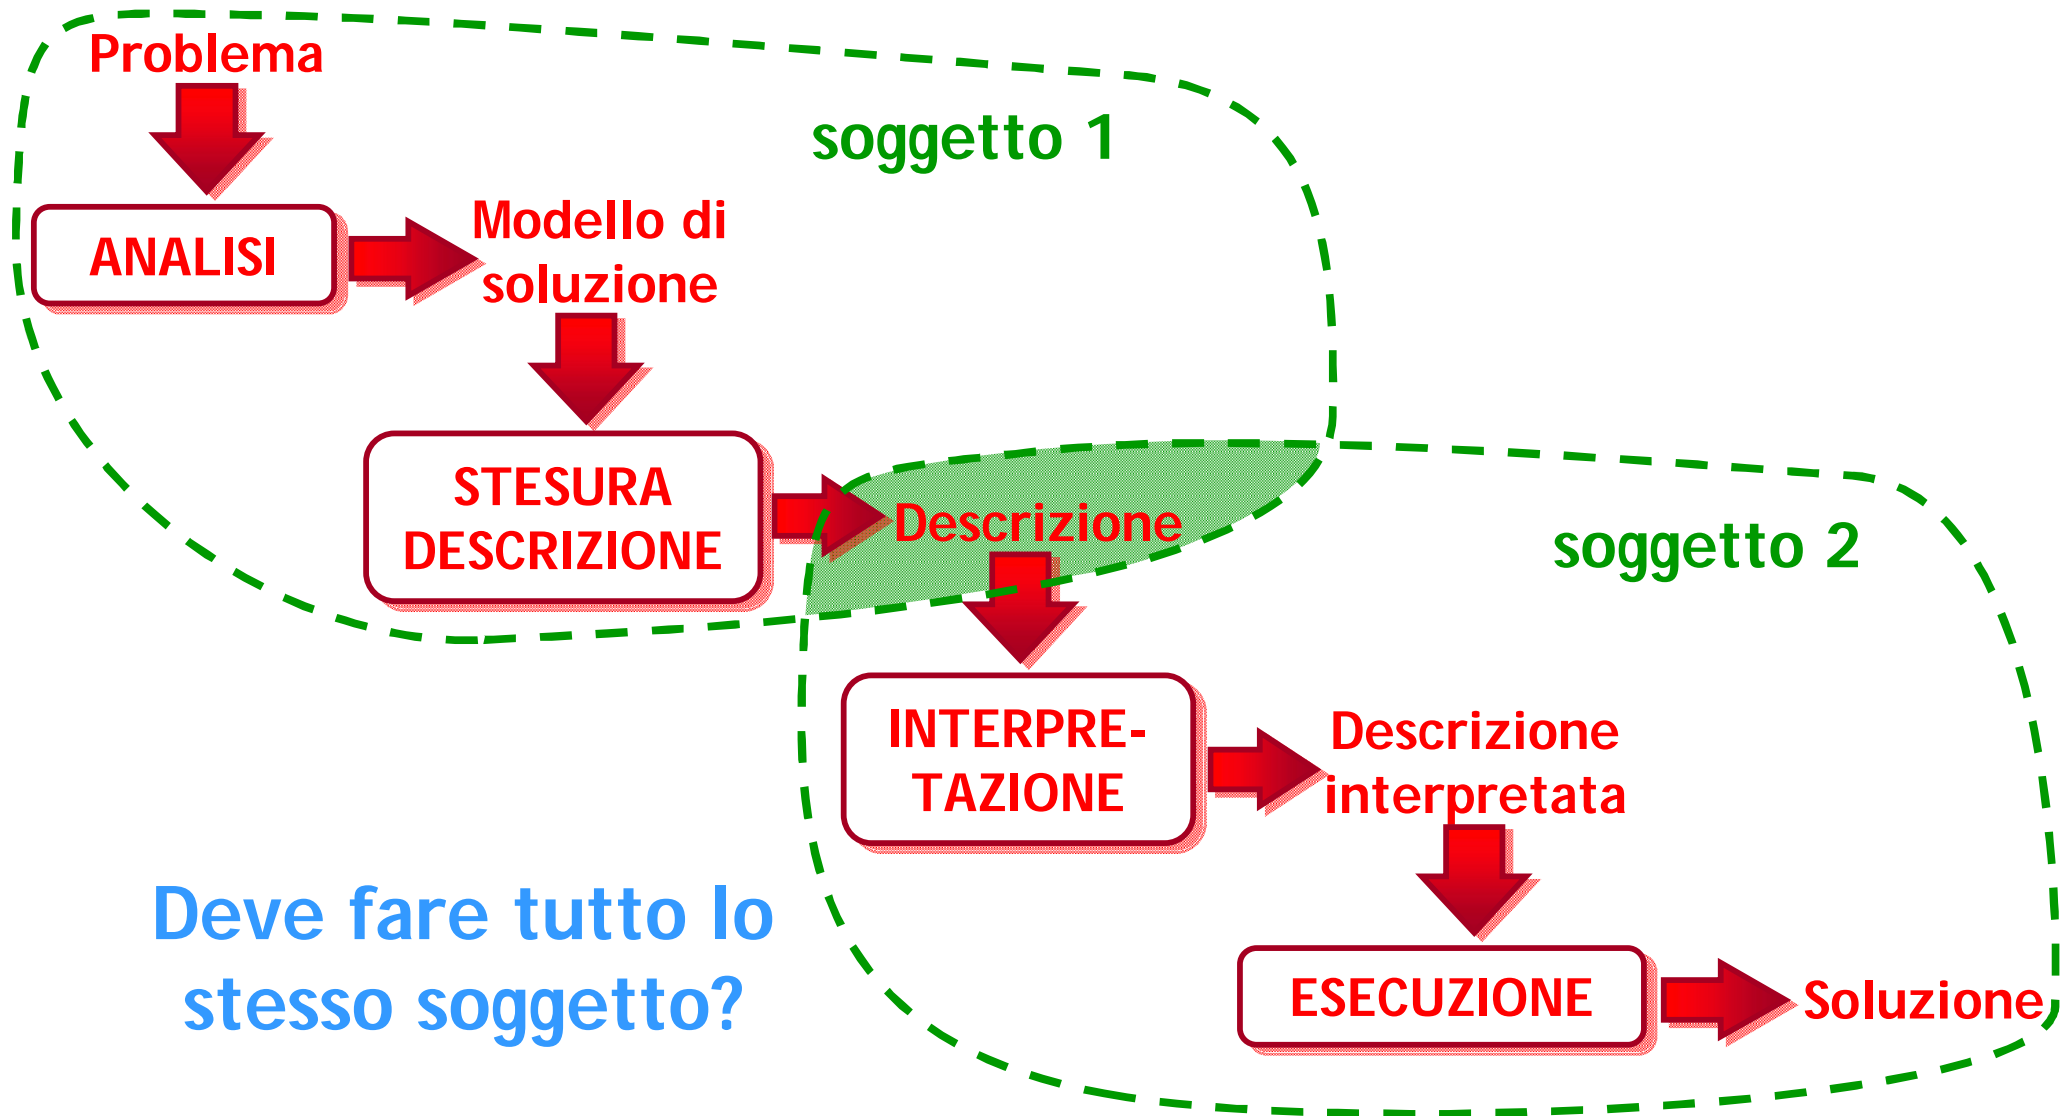 Problema
soggetto 1
ANALISI
Modello di
soluzione
STESURA
DESCRIZIONE
Descrizione
soggetto 2
INTERPRE-
TAZIONE
Descrizione
interpretata
Deve fare tutto lo
stesso soggetto?
ESECUZIONE
Soluzione